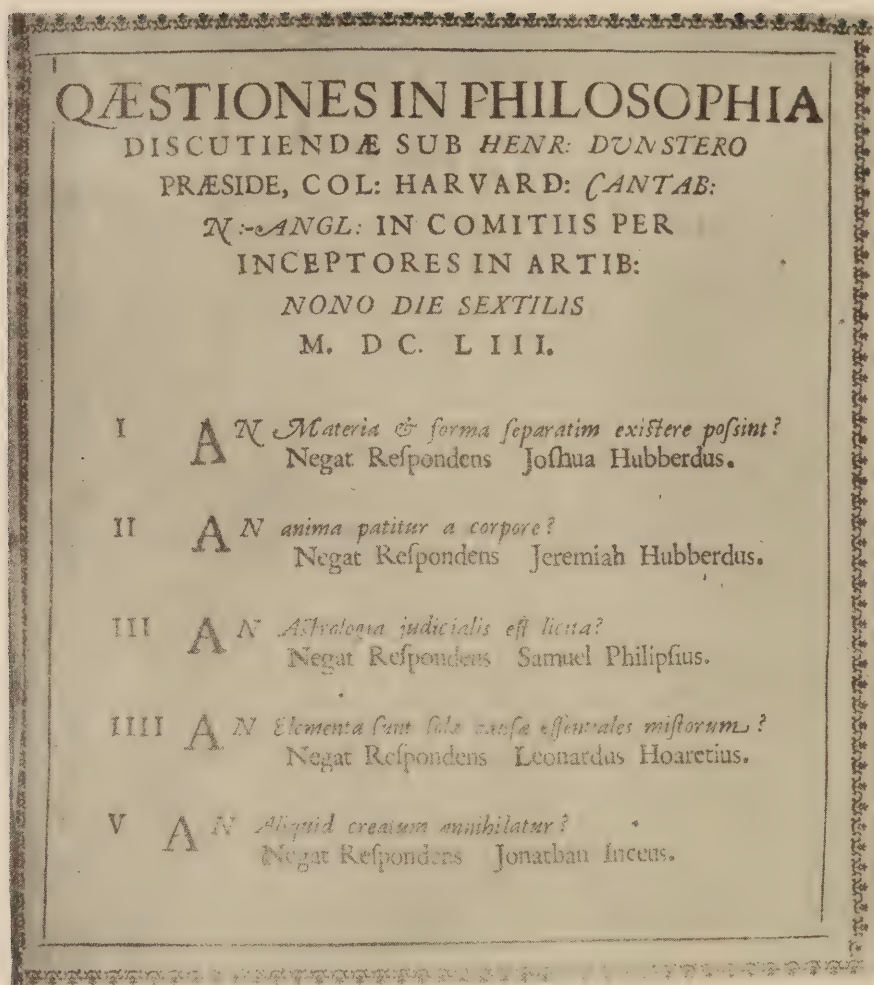 QÆSTIONES IN PHILOSOPHIA
DISCUTIENDÆ SUB HENR: DVNSTERO
PRÆSIDE, COL: HARVARD: CANTAB:
N:-ANGL: IN COMITIIS PER
INCEPTORES IN ARTIB:
NONO DIE SEXTILIS
M. DC. LIII.
I AN Materia & forma ſeparatim exiſtere poſsint?
Negat Reſpondens Joſhua Hubberdus.
II AN anima patitur a corpore?
Negat Reſpondens Jeremiah Hubberdus.
III AN Aſtrologia judicialis eſt licita?
Negat Reſpondens Samuel Philipſius.
IIII AN Elementa ſunt ſolæ cauſæ eſſentiales miſtorum?
Negat Reſpondens Leonardus Hoaretius.
V AN Aliquid creatum annihilatur?
Negat Reſpondens Jonathan Inceus.